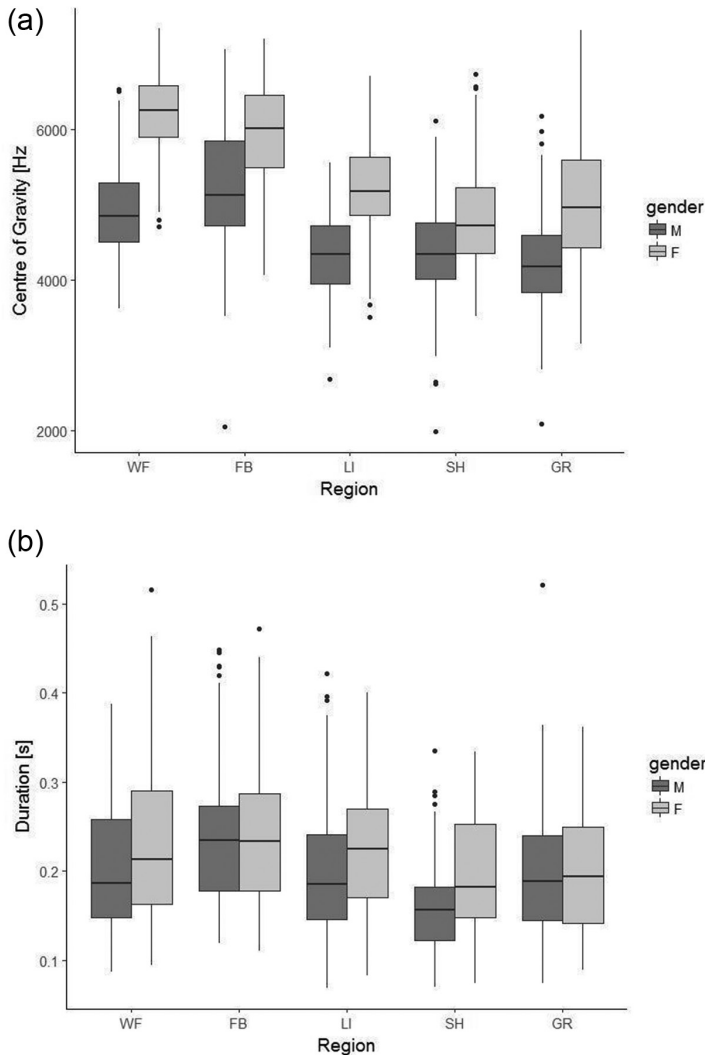 (a)
Centre of Gravity [Hz
6000
4000
2000
WF FB LI SH GR
Region
gender
M
F
(b)
Duration [s]
0.5
0.4
0.3
0.2
0.1
WF FB LI SH GR
Region
gender
M
F